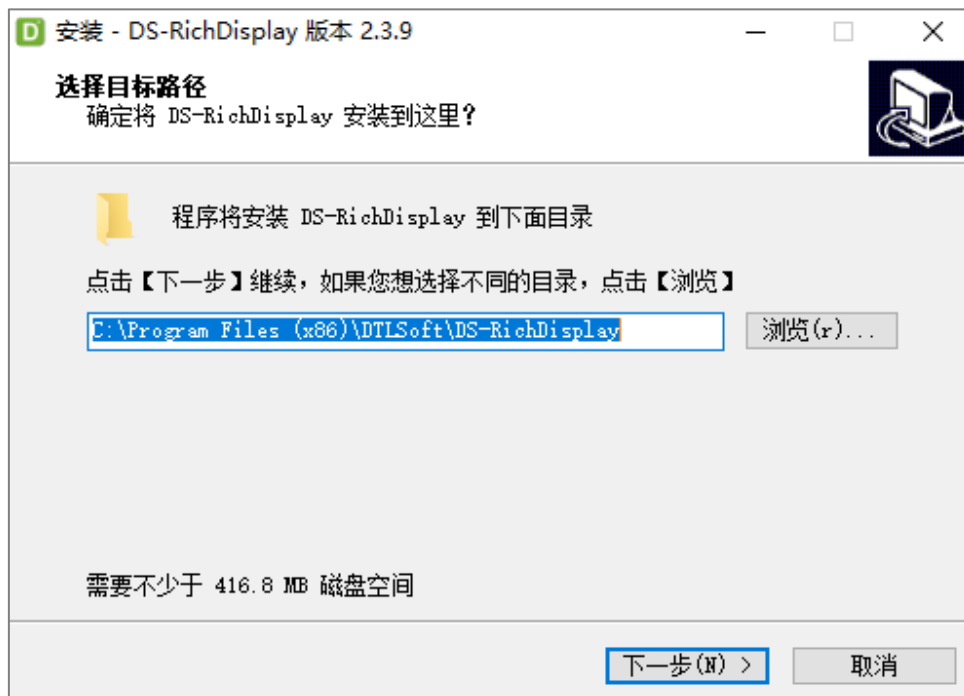 D 安装 - DS-RichDisplay 版本 2.3.9
选择目标路径
确定将 DS-RichDisplay 安装到这里?
程序将安装 DS-RichDisplay 到下面目录
点击【下一步】继续，如果您想选择不同的目录，点击【浏览】
C:\Program Files (x86)\DTLSoft\DS-RichDisplay 浏览(r)...
需要不少于 416.8 MB 磁盘空间
下一步(N) > 取消